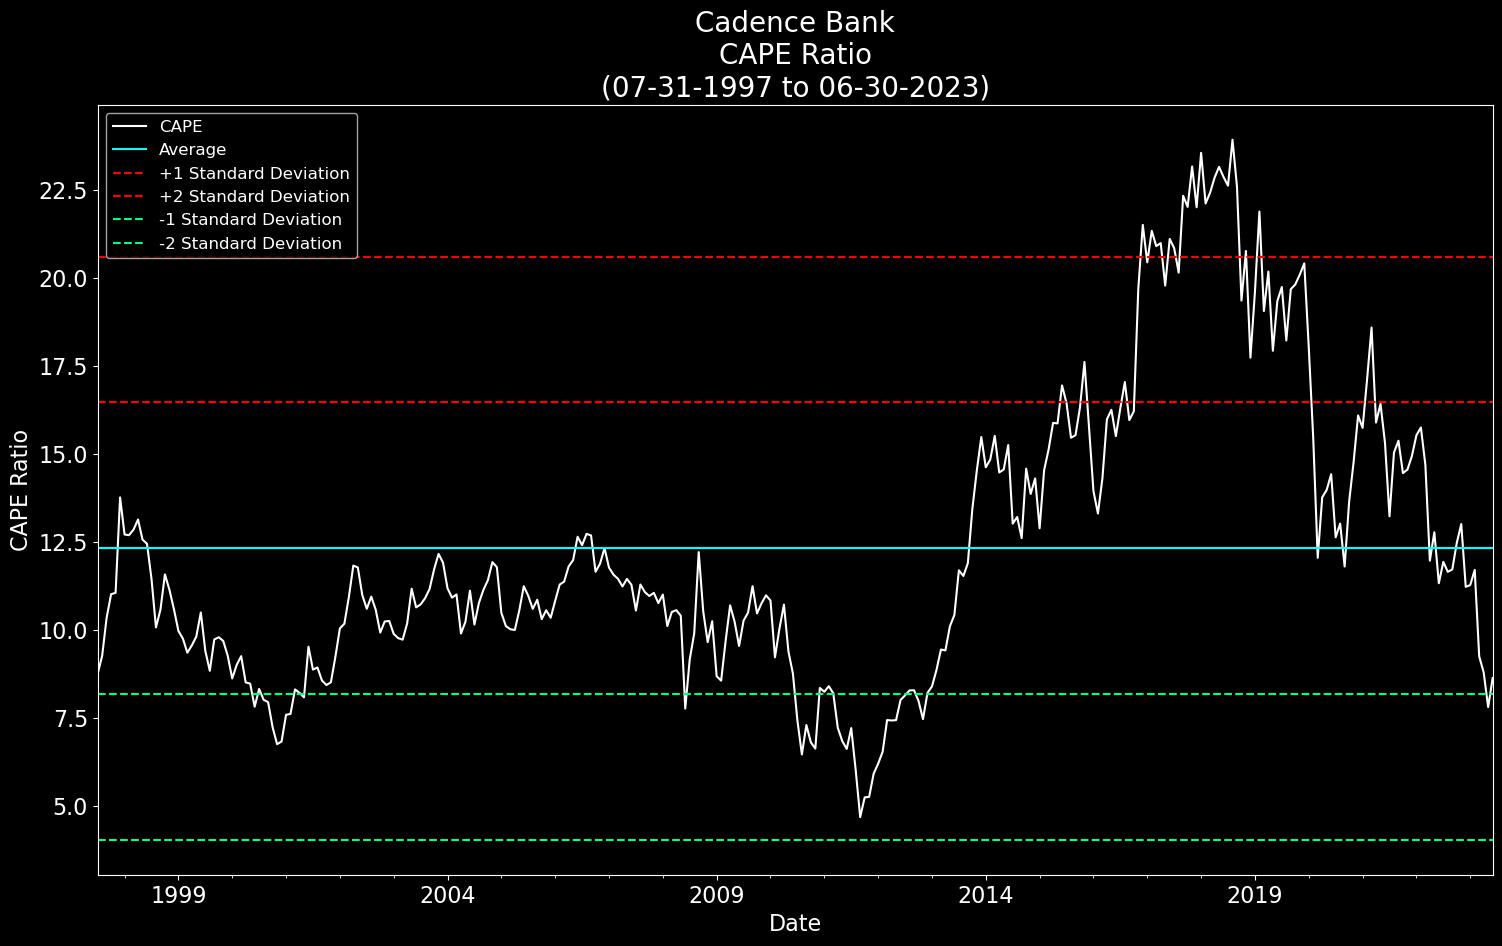 Cadence Bank
CAPE Ratio
(07-31-1997 to 06-30-2023)
CAPE
Average
+1 Standard Deviation
+2 Standard Deviation
-1 Standard Deviation
-2 Standard Deviation
22.5
20.0
17.5
15.0
12.5
10.0
7.5
5.0
CAPE Ratio
1999 2004 2009 2014 2019
Date